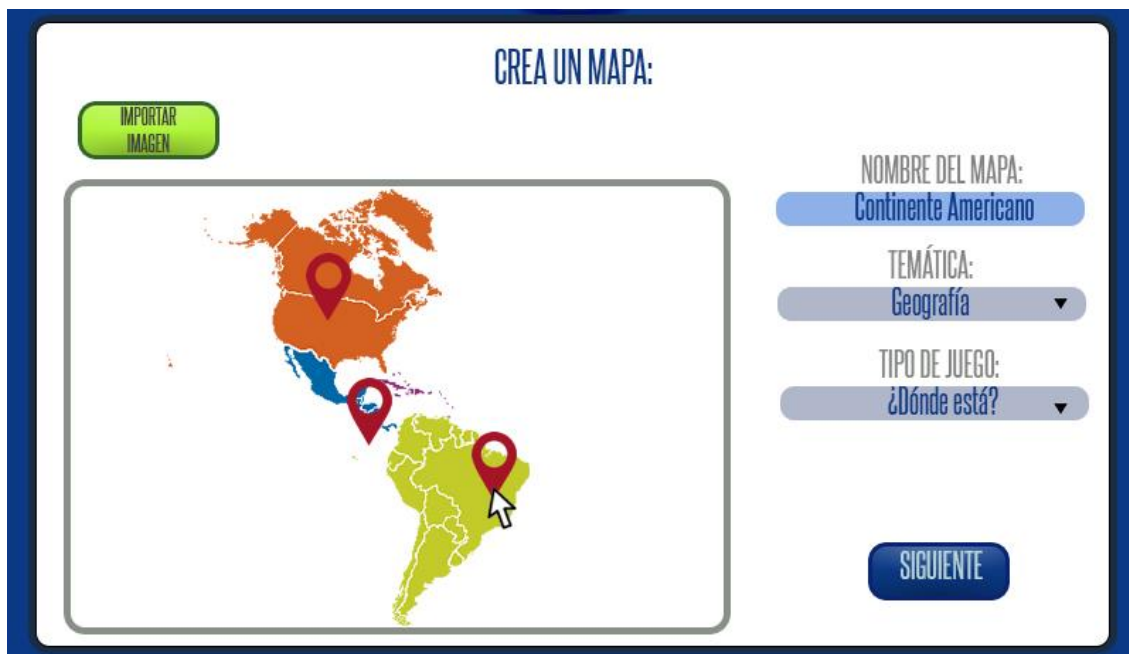 CREA UN MAPA:
IMPORTAR
IMAGEN
NOMBRE DEL MAPA:
Continente Americano
TEMÁTICA:
Geografía
TIPO DE JUEGO:
¿Dónde está?
SIGUIENTE